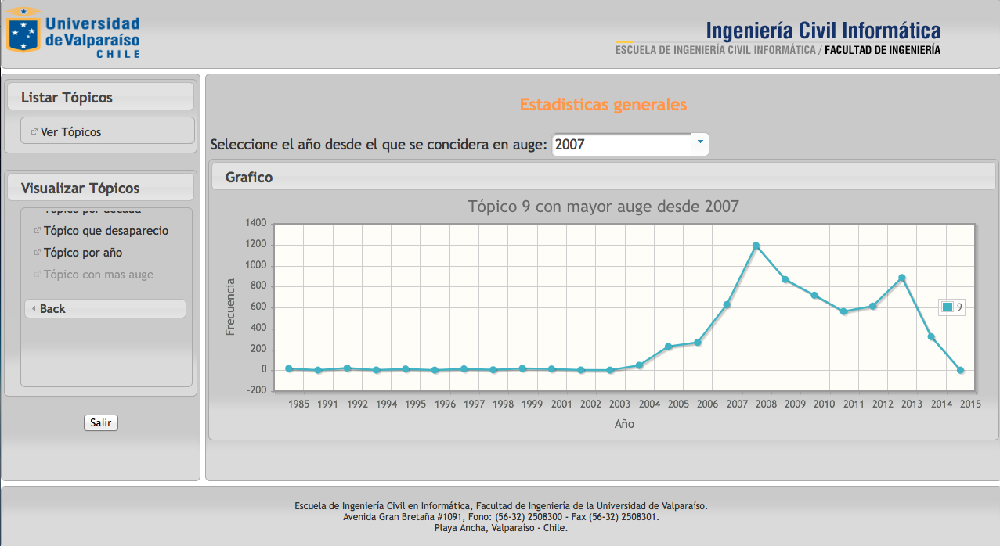 Universidad
de Valparaíso
CHILE
Ingeniería Civil Informática
ESCUELA DE INGENIERÍA CIVIL INFORMÁTICA / FACULTAD DE INGENIERÍA
Listar Tópicos
Ver Tópicos
Visualizar Tópicos
Tópico por decada
Tópico que desaparecio
Tópico por año
Tópico con mas auge
Back
Salir
Estadisticas generales
Seleccione el año desde el que se concidera en auge: 2007
Grafico
Tópico 9 con mayor auge desde 2007
1400
1200
1000
800
600
400
200
0
-200
Frecuencia
9
1985 1991 1992 1994 1995 1996 1997 1998 1999 2001 2002 2003 2004 2005 2006 2007 2008 2009 2010 2011 2012 2013 2014 2015
Año
Escuela de Ingeniería Civil en Informática, Facultad de Ingeniería de la Universidad de Valparaíso.
Avenida Gran Bretaña #1091, Fono: (56-32) 2508300 - Fax (56-32) 2508301.
Playa Ancha, Valparaíso - Chile.